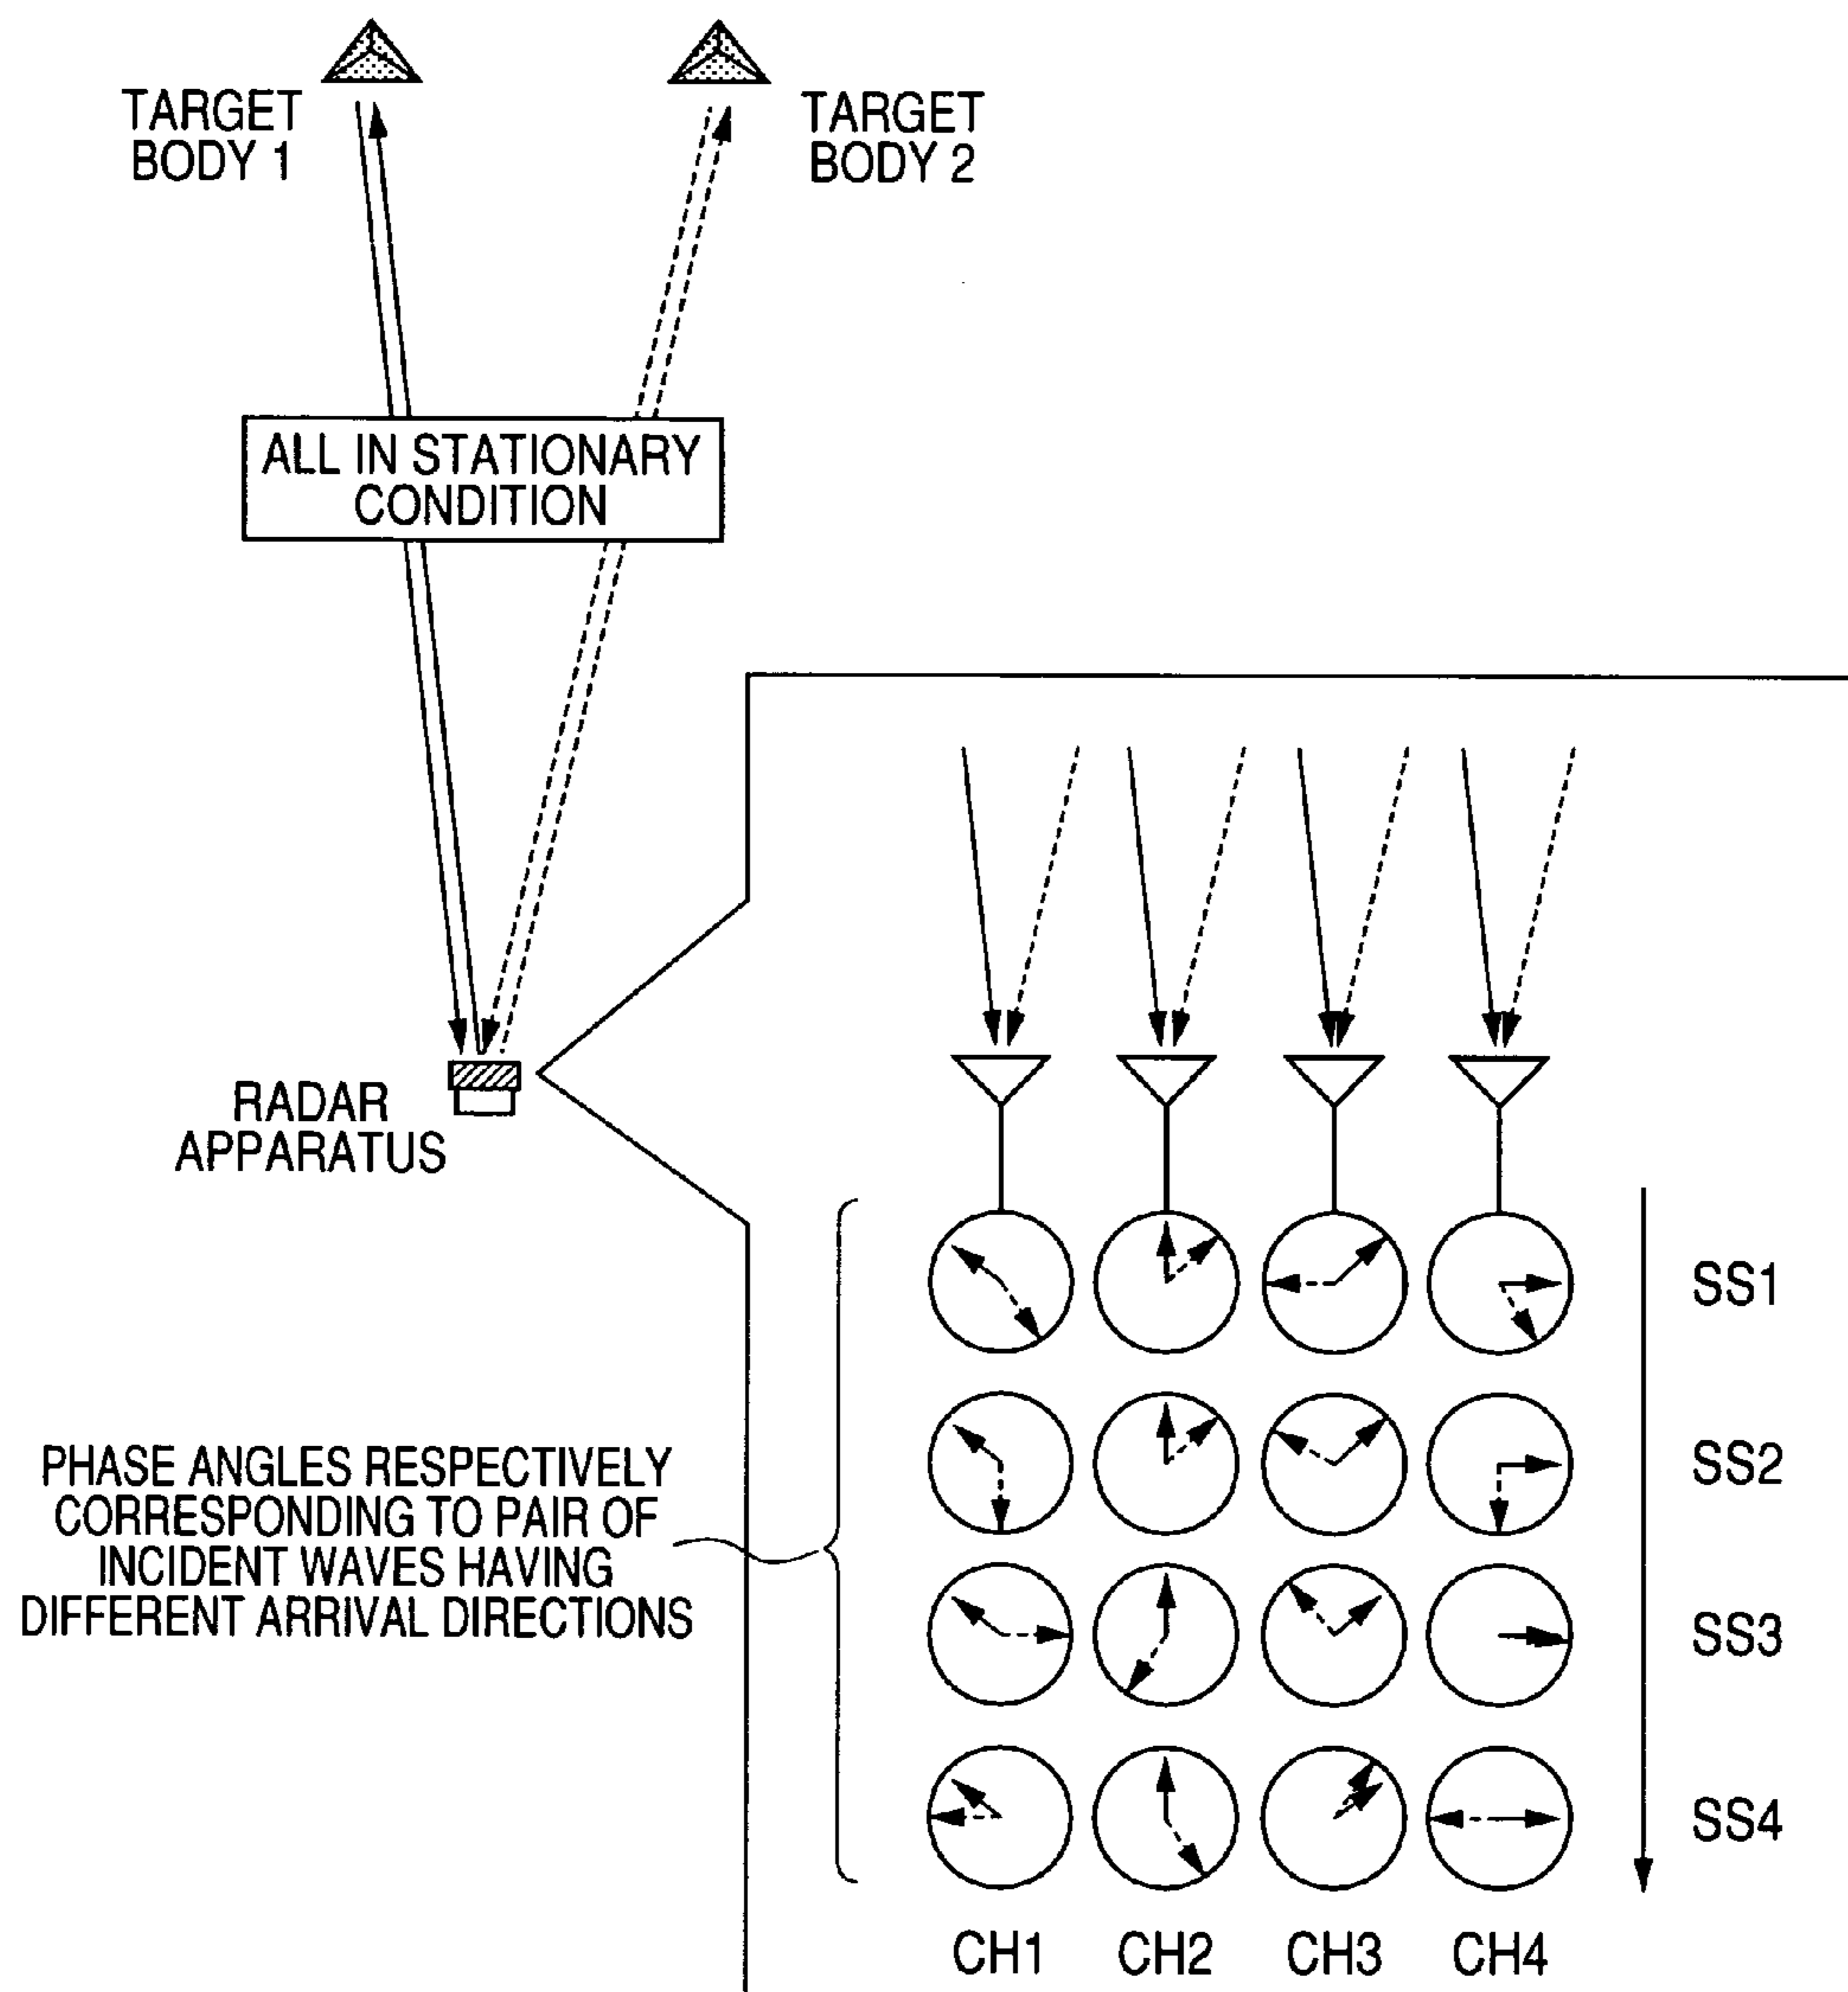 TARGET
BODY 1
TARGET
BODY 2
ALL IN STATIONARY
CONDITION
RADAR
APPARATUS
SS1
PHASE ANGLES RESPECTIVELY
CORRESPONDING TO PAIR OF
INCIDENT WAVES HAVING
DIFFERENT ARRIVAL DIRECTIONS
SS2
SS3
SS4
CH1
CH2
CH3
CH4